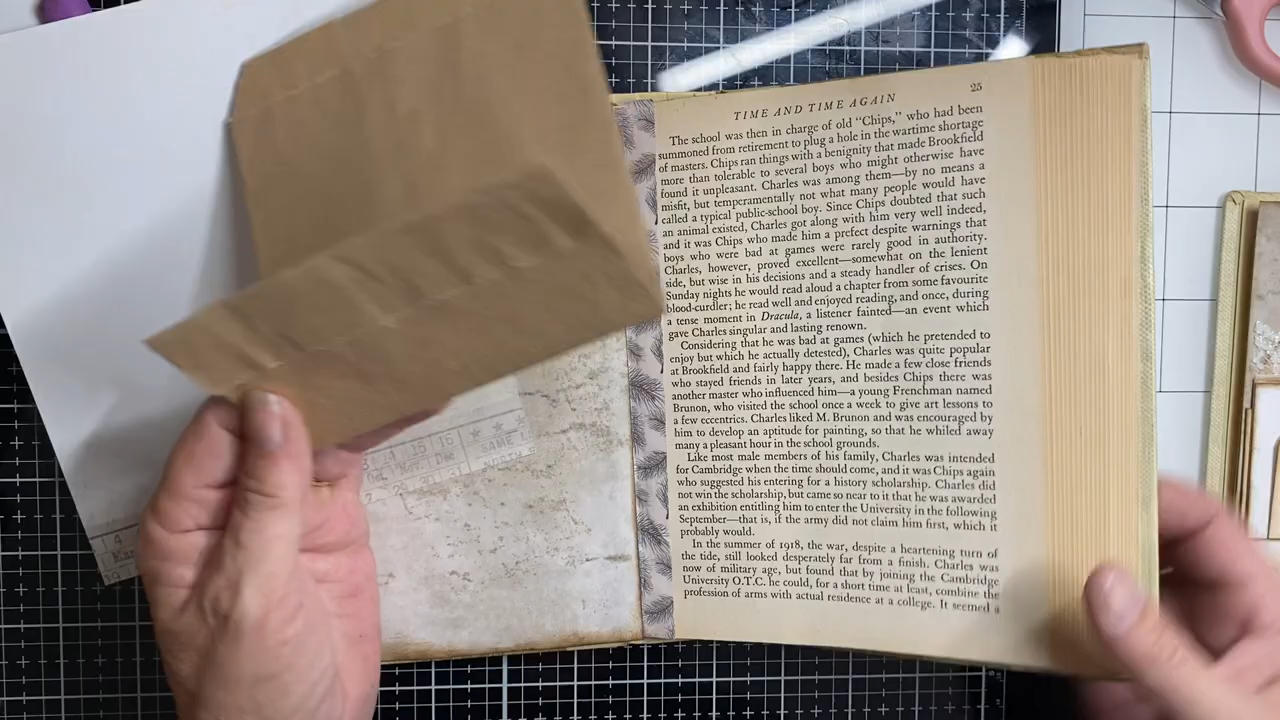 TIME AND TIME AGAIN
25
The school was then in charge of old “Chips,” who had been
summoned from retirement to plug a hole in the wartime shortage
of masters. Chips ran things with a benignity that made Brookfield
more than tolerable to several boys who might otherwise have
found it unpleasant. Charles was among them—by no means a
misfit, but temperamentally not what many people would have
called a typical public-school boy. Since Chips doubted that such
an animal existed, Charles got along with him very well indeed,
and it was Chips who made him a prefect despite warnings that
boys who were bad at games were rarely good in authority.
Charles, however, proved excellent—somewhat on the lenient
side, but wise in his decisions and a steady handler of crises. On
Sunday nights he would read aloud a chapter from some favourite
blood-curdler; he read well and enjoyed reading, and once, during
a tense moment in Dracula, a listener fainted—an event which
gave Charles singular and lasting renown.
Considering that he was bad at games (which he pretended to
enjoy but which he actually detested), Charles was quite popular
at Brookfield and fairly happy there. He made a few close friends
who stayed friends in later years, and besides Chips there was
another master who influenced him—a young Frenchman named
Brunon, who visited the school once a week to give art lessons to
a few eccentrics. Charles liked M. Brunon and was encouraged by
him to develop an aptitude for painting, so that he whiled away
many a pleasant hour in the school grounds.
Like most male members of his family, Charles was intended
for Cambridge when the time should come, and it was Chips again
who suggested his entering for a history scholarship. Charles did
not win the scholarship, but came so near to it that he was awarded
an exhibition entitling him to enter the University in the following
September—that is, if the army did not claim him first, which it
probably would.
In the summer of 1918, the war, despite a heartening turn of
the tide, still looked desperately far from a finish. Charles was
now of military age, but found that by joining the Cambridge
University O.T.C. he could, for a short time at least, combine the
profession of arms with actual residence at a college. It seemed a
15 16
Nov. Dec
GAME